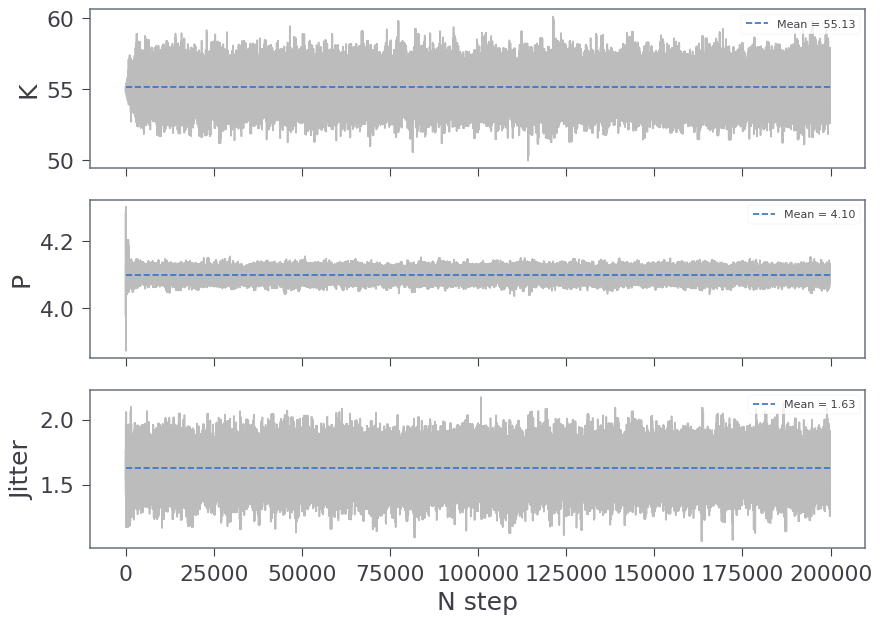 60
Mean = 55.13
55
K
50
Mean = 4.10
4.2
P
4.0
Mean = 1.63
2.0
Jitter
1.5
0 25000 50000 75000 100000 125000 150000 175000 200000
N step